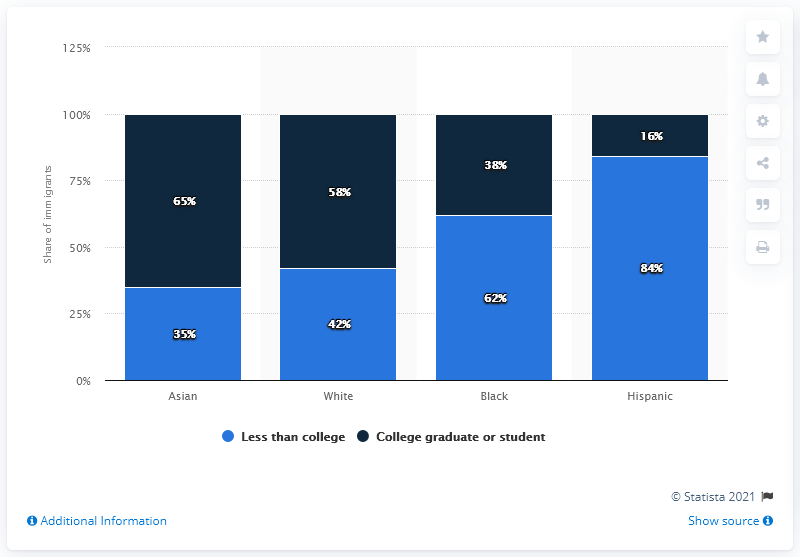 125%
100%
75%
50%
25%
0%
Share of immigrants
65%
58%
38%
16%
35%
42%
62%
84%
Asian
White
Black
Hispanic
Less than college
College graduate or student
© Statista 2021
Additional Information
Show source